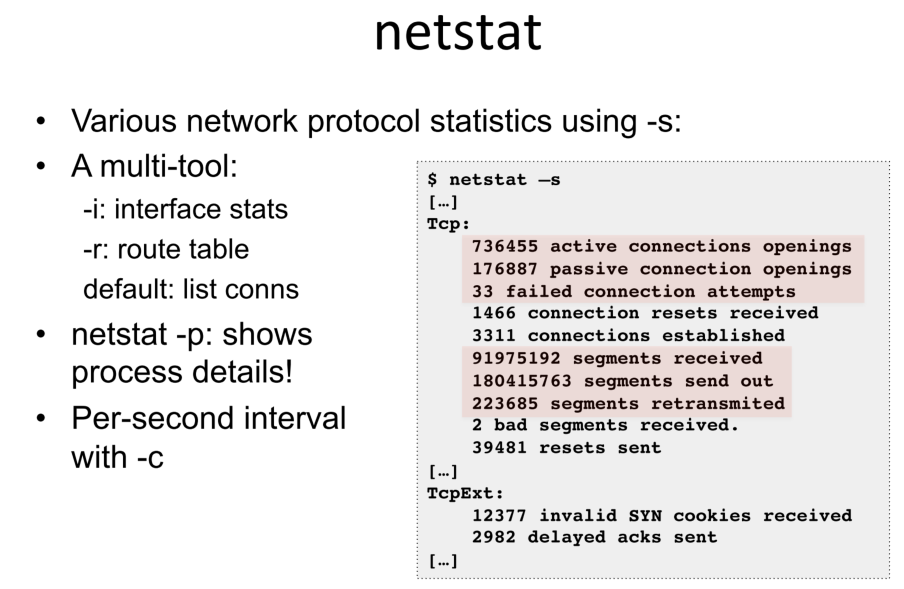 netstat
• Various network protocol statistics using -s:
• A multi-tool:
-i: interface stats
-r: route table
default: list conns
• netstat -p: shows
process details!
• Per-second interval
with -c
$ netstat –s
[…]
Tcp:
736455 active connections openings
176887 passive connection openings
33 failed connection attempts
1466 connection resets received
3311 connections established
91975192 segments received
180415763 segments send out
223685 segments retransmited
2 bad segments received.
39481 resets sent
[…]
TcpExt:
12377 invalid SYN cookies received
2982 delayed acks sent
[…]